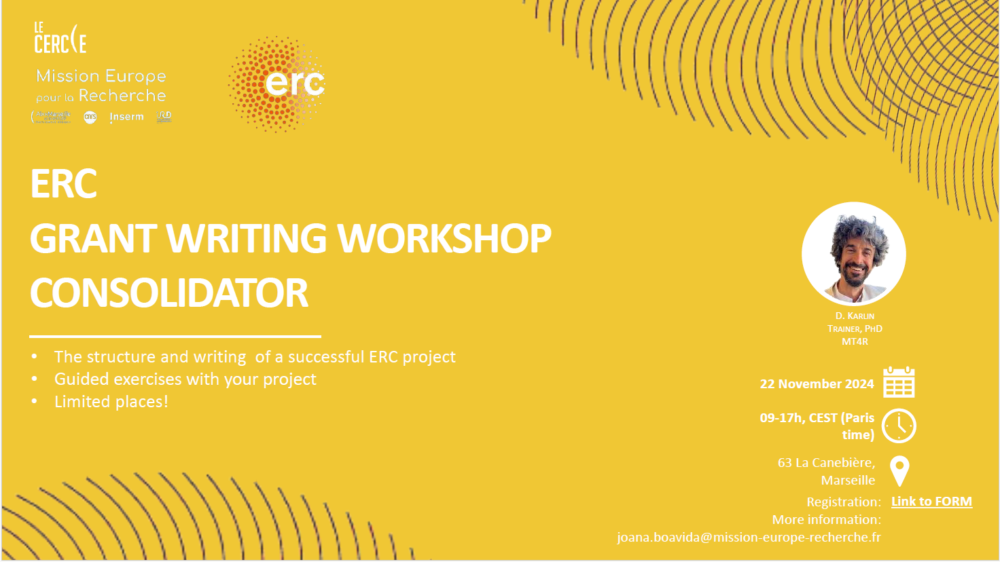 LE
CERCLE
Mission Europe
pour la Recherche
cnrs
Inserm
IRD
erc
ERC
GRANT WRITING WORKSHOP
CONSOLIDATOR
• The structure and writing  of a successful ERC project
• Guided exercises with your project
• Limited places!
D. KARLIN
TRAINER, PHD
MT4R
22 November 2024
09-17h, CEST (Paris
time)
63 La Canebière,
Marseille
Registration: Link to FORM
More information:
joana.boavida@mission-europe-recherche.fr